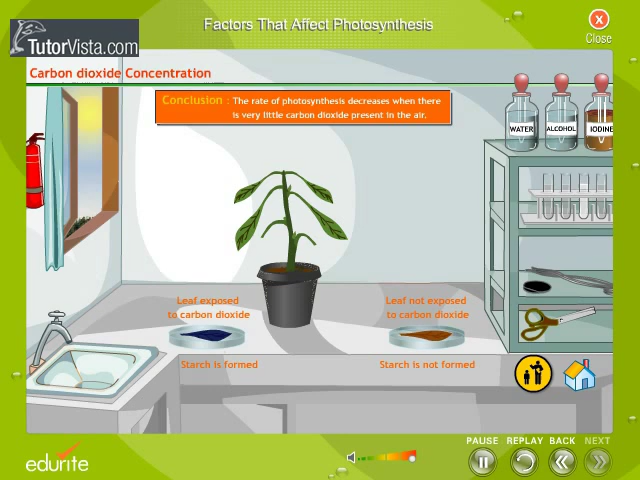 Factors That Affect Photosynthesis
Close
TutorVista.com
Carbon dioxide Concentration
Conclusion : The rate of photosynthesis decreases when there
is very little carbon dioxide present in the air.
WATER
ALCOHOL
IODINE
Leaf exposed
to carbon dioxide
Leaf not exposed
to carbon dioxide
Starch is formed
Starch is not formed
PAUSE REPLAY BACK NEXT
edurite